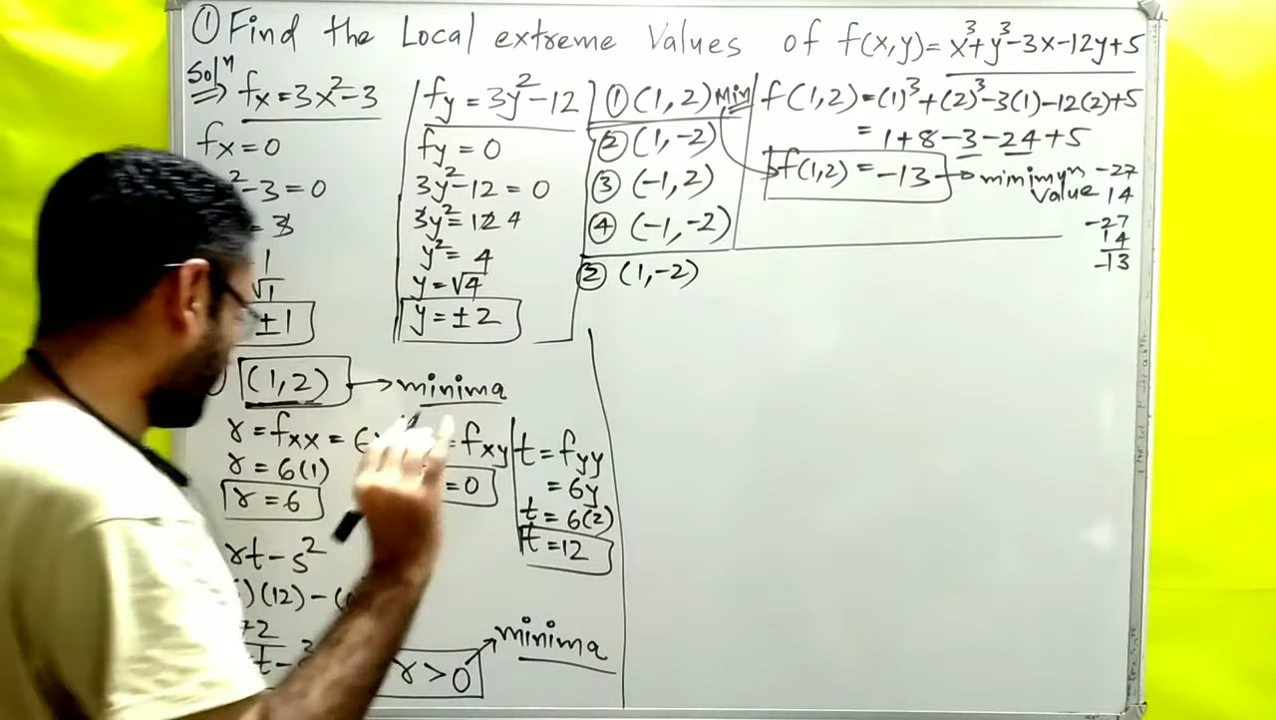 ① Find the Local extreme Values of f(x,y)= x³+y³-3x-12y+5
Solⁿ
⇒ fx = 3x²-3
fx = 0
²-3 = 0
= 3
1
√1
±1
fy = 3y²-12
fy = 0
3y²-12 = 0
3y² = 12 4
y² = 4
y = √4
y = ±2
① (1,2) Min
② (1,-2)
③ (-1,2)
④ (-1,-2)
② (1,-2)
f(1,2) = (1)³+(2)³-3(1)-12(2)+5
= 1+8-3-24+5
f(1,2) = -13 → minimum value
-27
14
-27
14
-13
(1,2) → minima
r = fxx = 6
r = 6(1)
r = 6
= fxy
= 0
t = fyy
= 6y
t = 6(2)
t = 12
rt-s²
)(12)-(
72
t-
r > 0 → minima